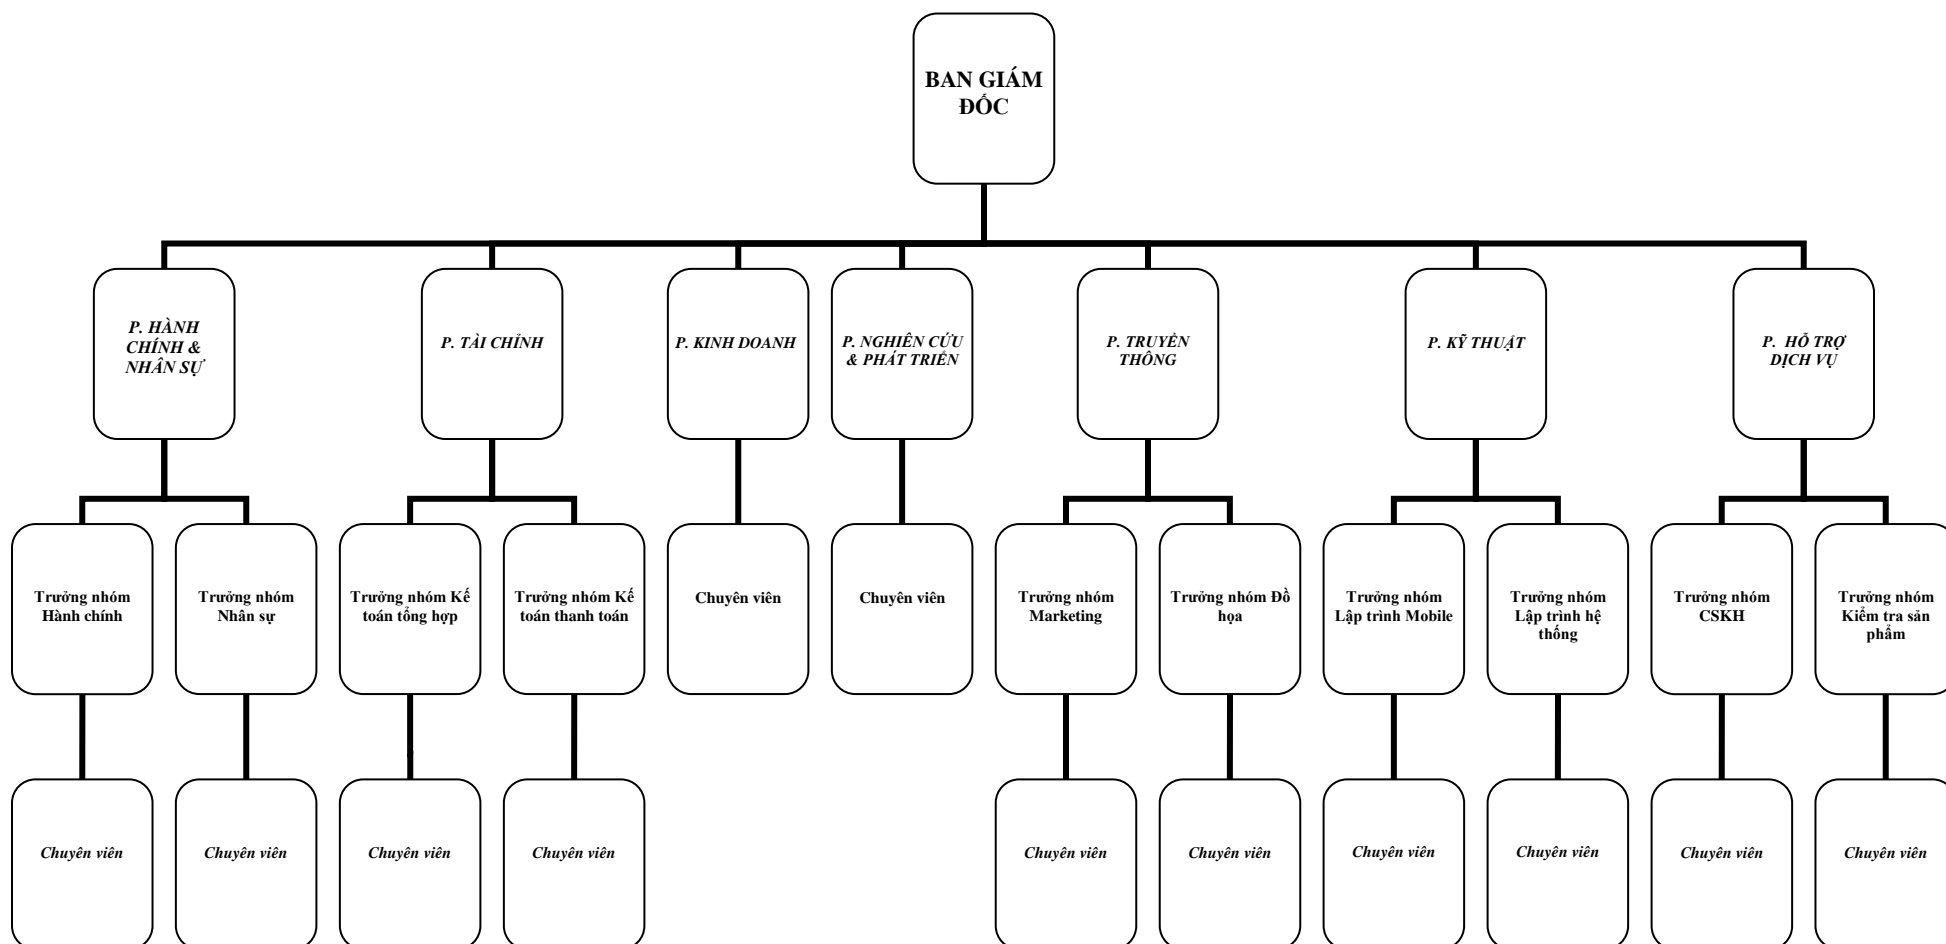 BAN GIÁM
ĐỐC
P. HÀNH
CHÍNH &
NHÂN SỰ
P. TÀI CHỈNH
P. KINH DOANH
P. NGHIÊN CỨU
& PHÁT TRIỂN
P. TRUYỀN
THÔNG
P. KỸ THUẬT
P. HỖ TRỢ
DỊCH VỤ
Trưởng nhóm
Hành chính
Trưởng nhóm
Nhân sự
Trưởng nhóm Kế
toán tổng hợp
Trưởng nhóm Kế
toán thanh toán
Chuyên viên
Chuyên viên
Trưởng nhóm
Marketing
Trưởng nhóm Đồ
họa
Trưởng nhóm
Lập trình Mobile
Trưởng nhóm
Lập trình hệ
thống
Trưởng nhóm
CSKH
Trưởng nhóm
Kiểm tra sản
phẩm
Chuyên viên
Chuyên viên
Chuyên viên
Chuyên viên
Chuyên viên
Chuyên viên
Chuyên viên
Chuyên viên
Chuyên viên
Chuyên viên